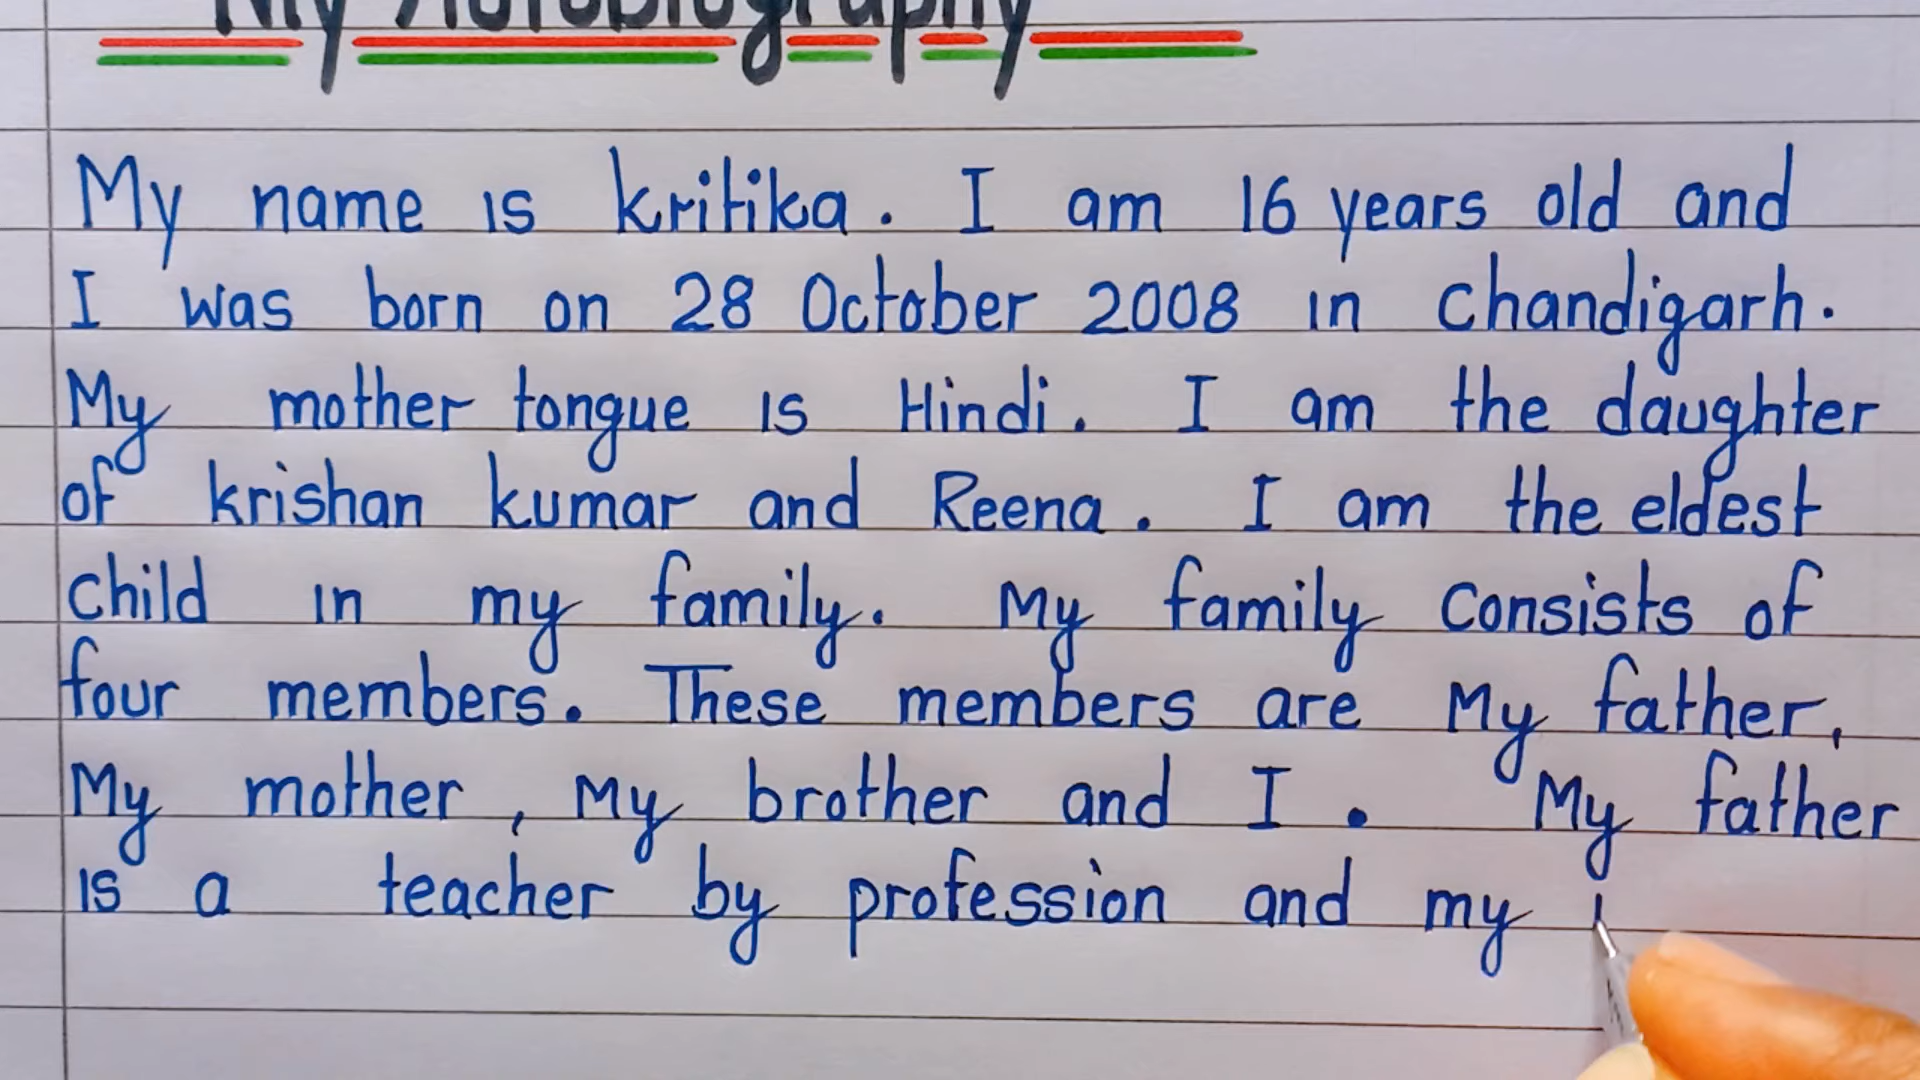 My Autobiography
My name is kritika. I am 16 years old and
I was born on 28 October 2008 in Chandigarh.
My mother tongue is Hindi. I am the daughter
of krishan kumar and Reena. I am the eldest
child in my family. My family consists of
four members. These members are My father,
My mother, My brother and I. My father
is a teacher by profession and my